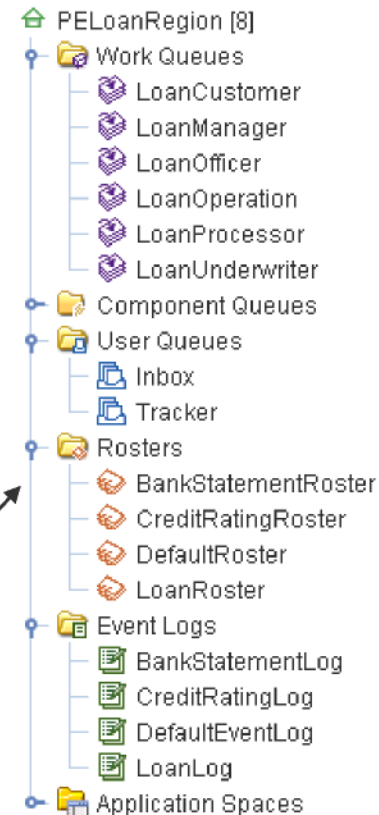 PELoanRegion [8]
Work Queues
LoanCustomer
LoanManager
LoanOfficer
LoanOperation
LoanProcessor
LoanUnderwriter
Component Queues
User Queues
Inbox
Tracker
Rosters
BankStatementRoster
CreditRatingRoster
DefaultRoster
LoanRoster
Event Logs
BankStatementLog
CreditRatingLog
DefaultEventLog
LoanLog
Application Spaces